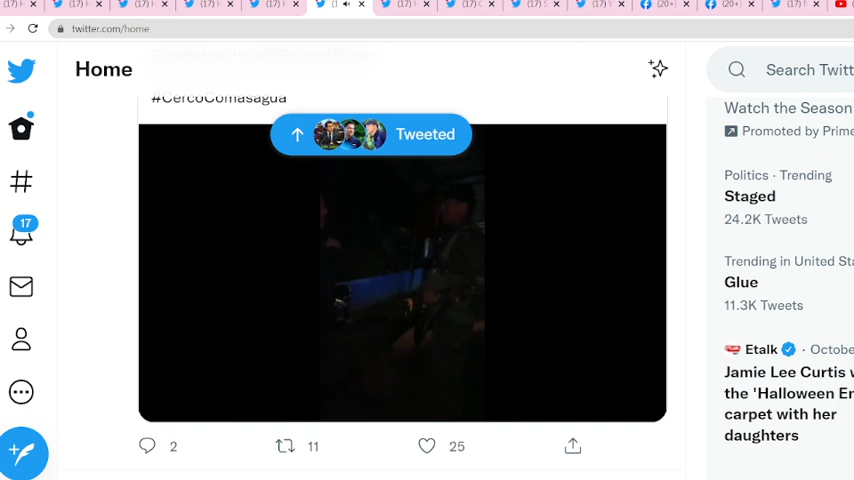 twitter.com/home
Home
Search Twitt
#CercoComasagua
Tweeted
Watch the Season
Promoted by Prime
Politics · Trending
Staged
24.2K Tweets
Trending in United Sta
Glue
11.3K Tweets
17
Etalk · Octobe
Jamie Lee Curtis w
the 'Halloween En
carpet with her
daughters
2
11
25